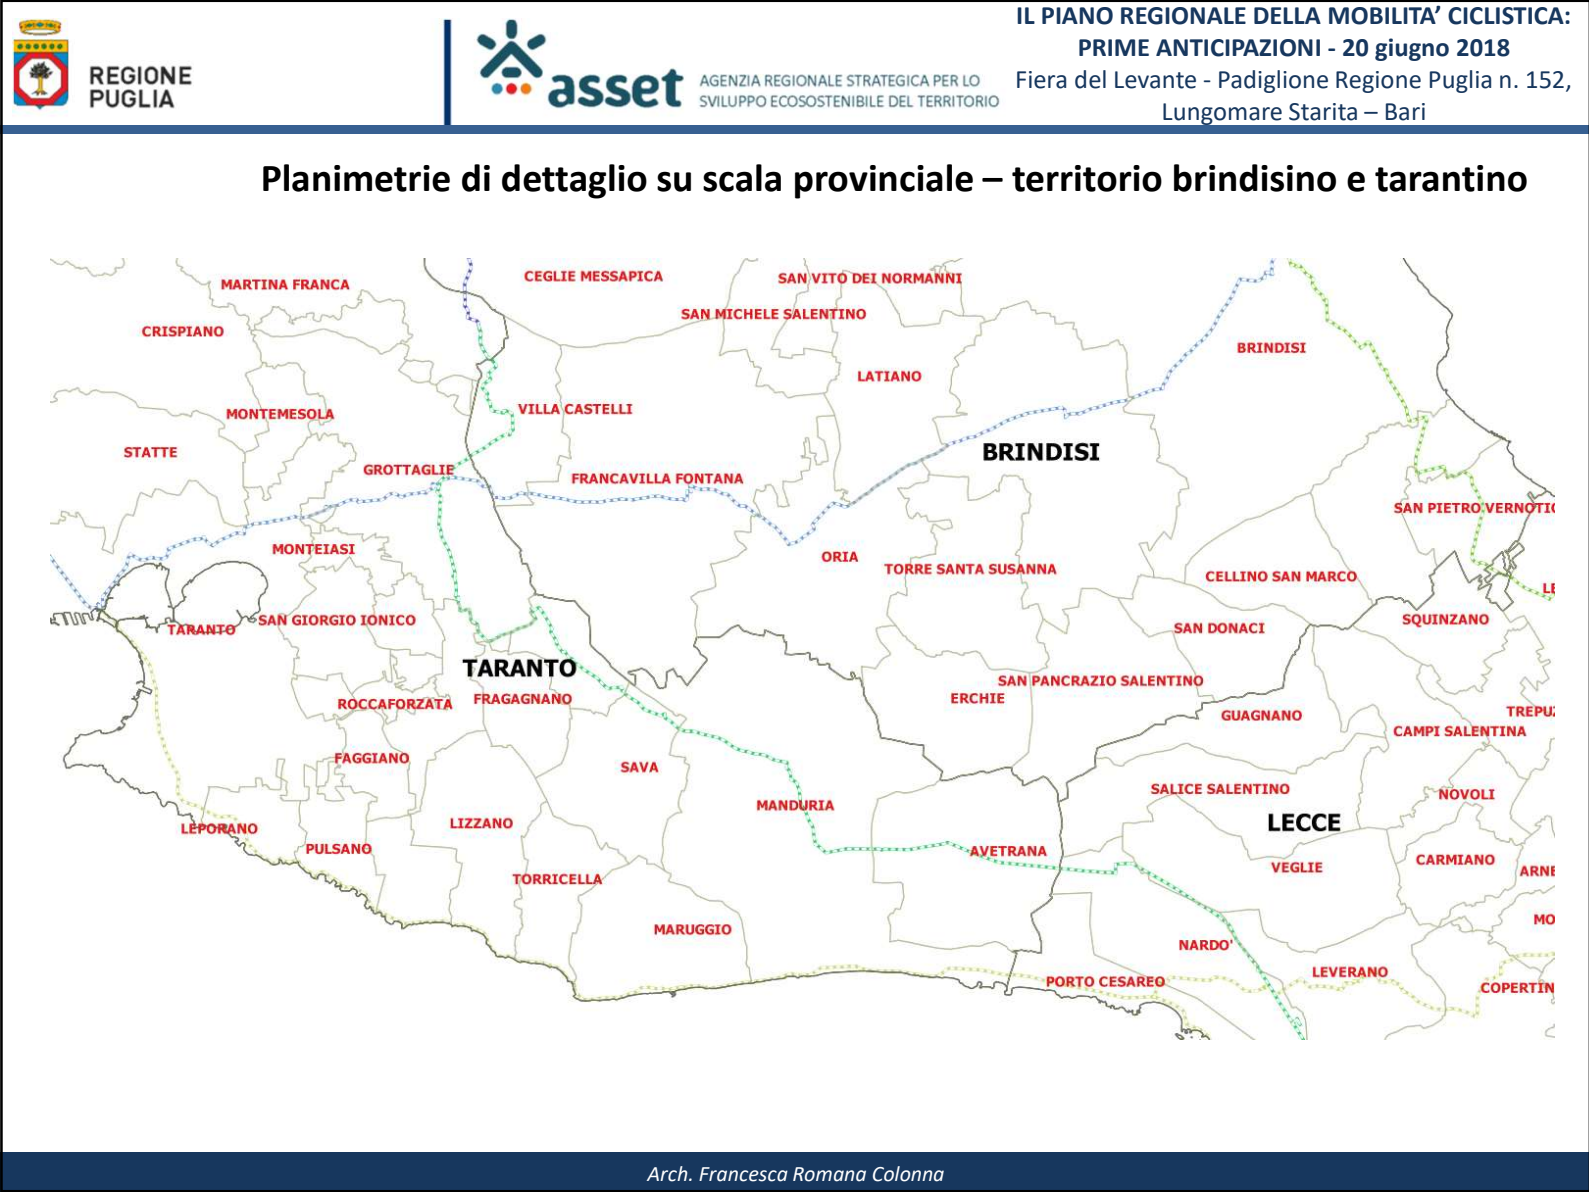 REGIONE
PUGLIA
asset
AGENZIA REGIONALE STRATEGICA PER LO
SVILUPPO ECOSOSTENIBILE DEL TERRITORIO
IL PIANO REGIONALE DELLA MOBILITA’ CICLISTICA:
PRIME ANTICIPAZIONI - 20 giugno 2018
Fiera del Levante - Padiglione Regione Puglia n. 152,
Lungomare Starita – Bari
Planimetrie di dettaglio su scala provinciale – territorio brindisino e tarantino
MARTINA FRANCA
CEGLIE MESSAPICA
SAN VITO DEI NORMANNI
SAN MICHELE SALENTINO
CRISPIANO
BRINDISI
LATIANO
MONTEMESOLA
VILLA CASTELLI
STATTE
BRINDISI
GROTTAGLIE
FRANCAVILLA FONTANA
SAN PIETRO VERNOTIC
MONTEIASI
ORIA
TORRE SANTA SUSANNA
CELLINO SAN MARCO
LE
SAN GIORGIO IONICO
TARANTO
SAN DONACI
SQUINZANO
TARANTO
SAN PANCRAZIO SALENTINO
ERCHIE
FRAGAGNANO
ROCCAFORZATA
GUAGNANO
TREPUZ
CAMPI SALENTINA
FAGGIANO
SAVA
SALICE SALENTINO
NOVOLI
MANDURIA
LECCE
LEPORANO
LIZZANO
PULSANO
AVETRANA
CARMIANO
VEGLIE
ARNE
TORRICELLA
MARUGGIO
MO
NARDO'
LEVERANO
PORTO CESAREO
COPERTIN
Arch. Francesca Romana Colonna